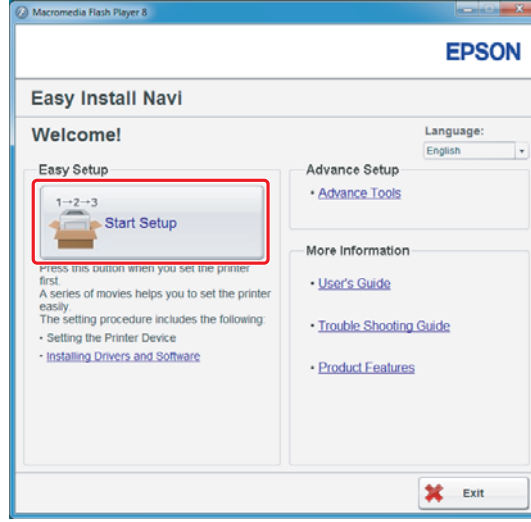 Macromedia Flash Player 8
EPSON
Easy Install Navi
Welcome!
Language:
English
Easy Setup
1→2→3
Start Setup
Press this button when you set the printer
first.
A series of movies helps you to set the printer
easily.
The setting procedure includes the following:
• Setting the Printer Device
• Installing Drivers and Software
Advance Setup
• Advance Tools
More Information
• User's Guide
• Trouble Shooting Guide
• Product Features
Exit